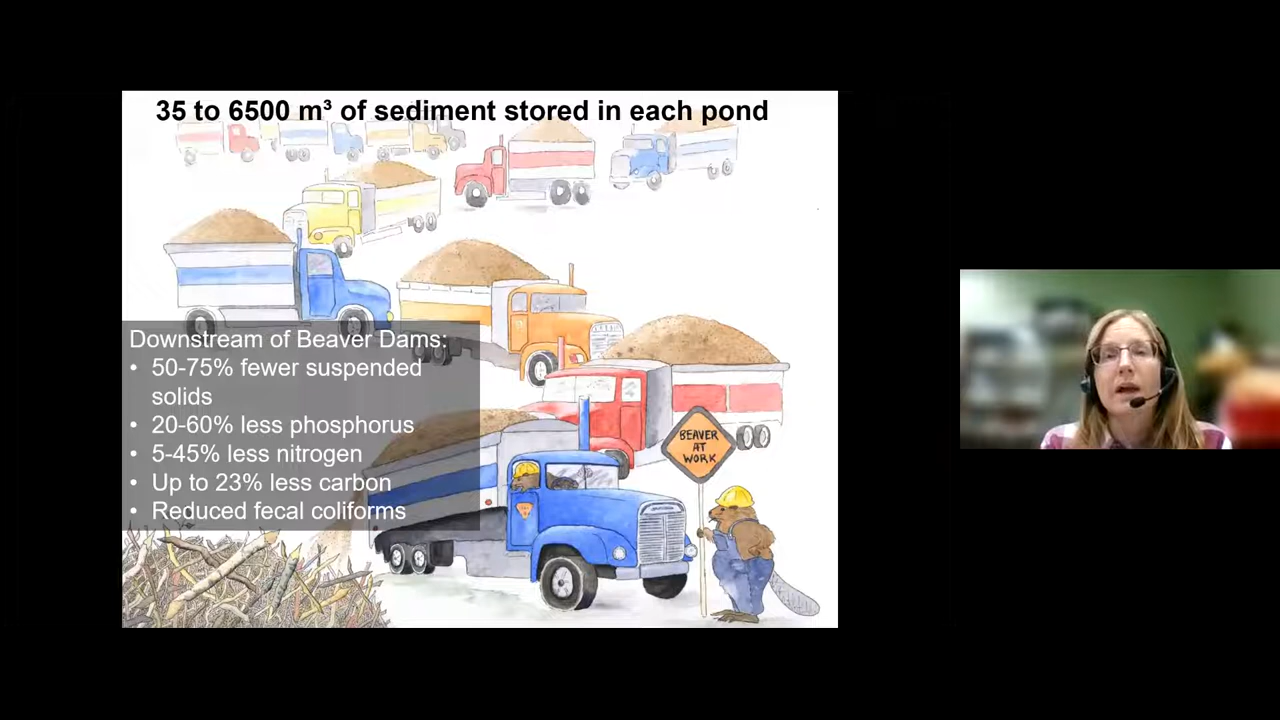 35 to 6500 m³ of sediment stored in each pond
Downstream of Beaver Dams:
• 50-75% fewer suspended
solids
• 20-60% less phosphorus
• 5-45% less nitrogen
• Up to 23% less carbon
• Reduced fecal coliforms
BEAVER
AT
WORK